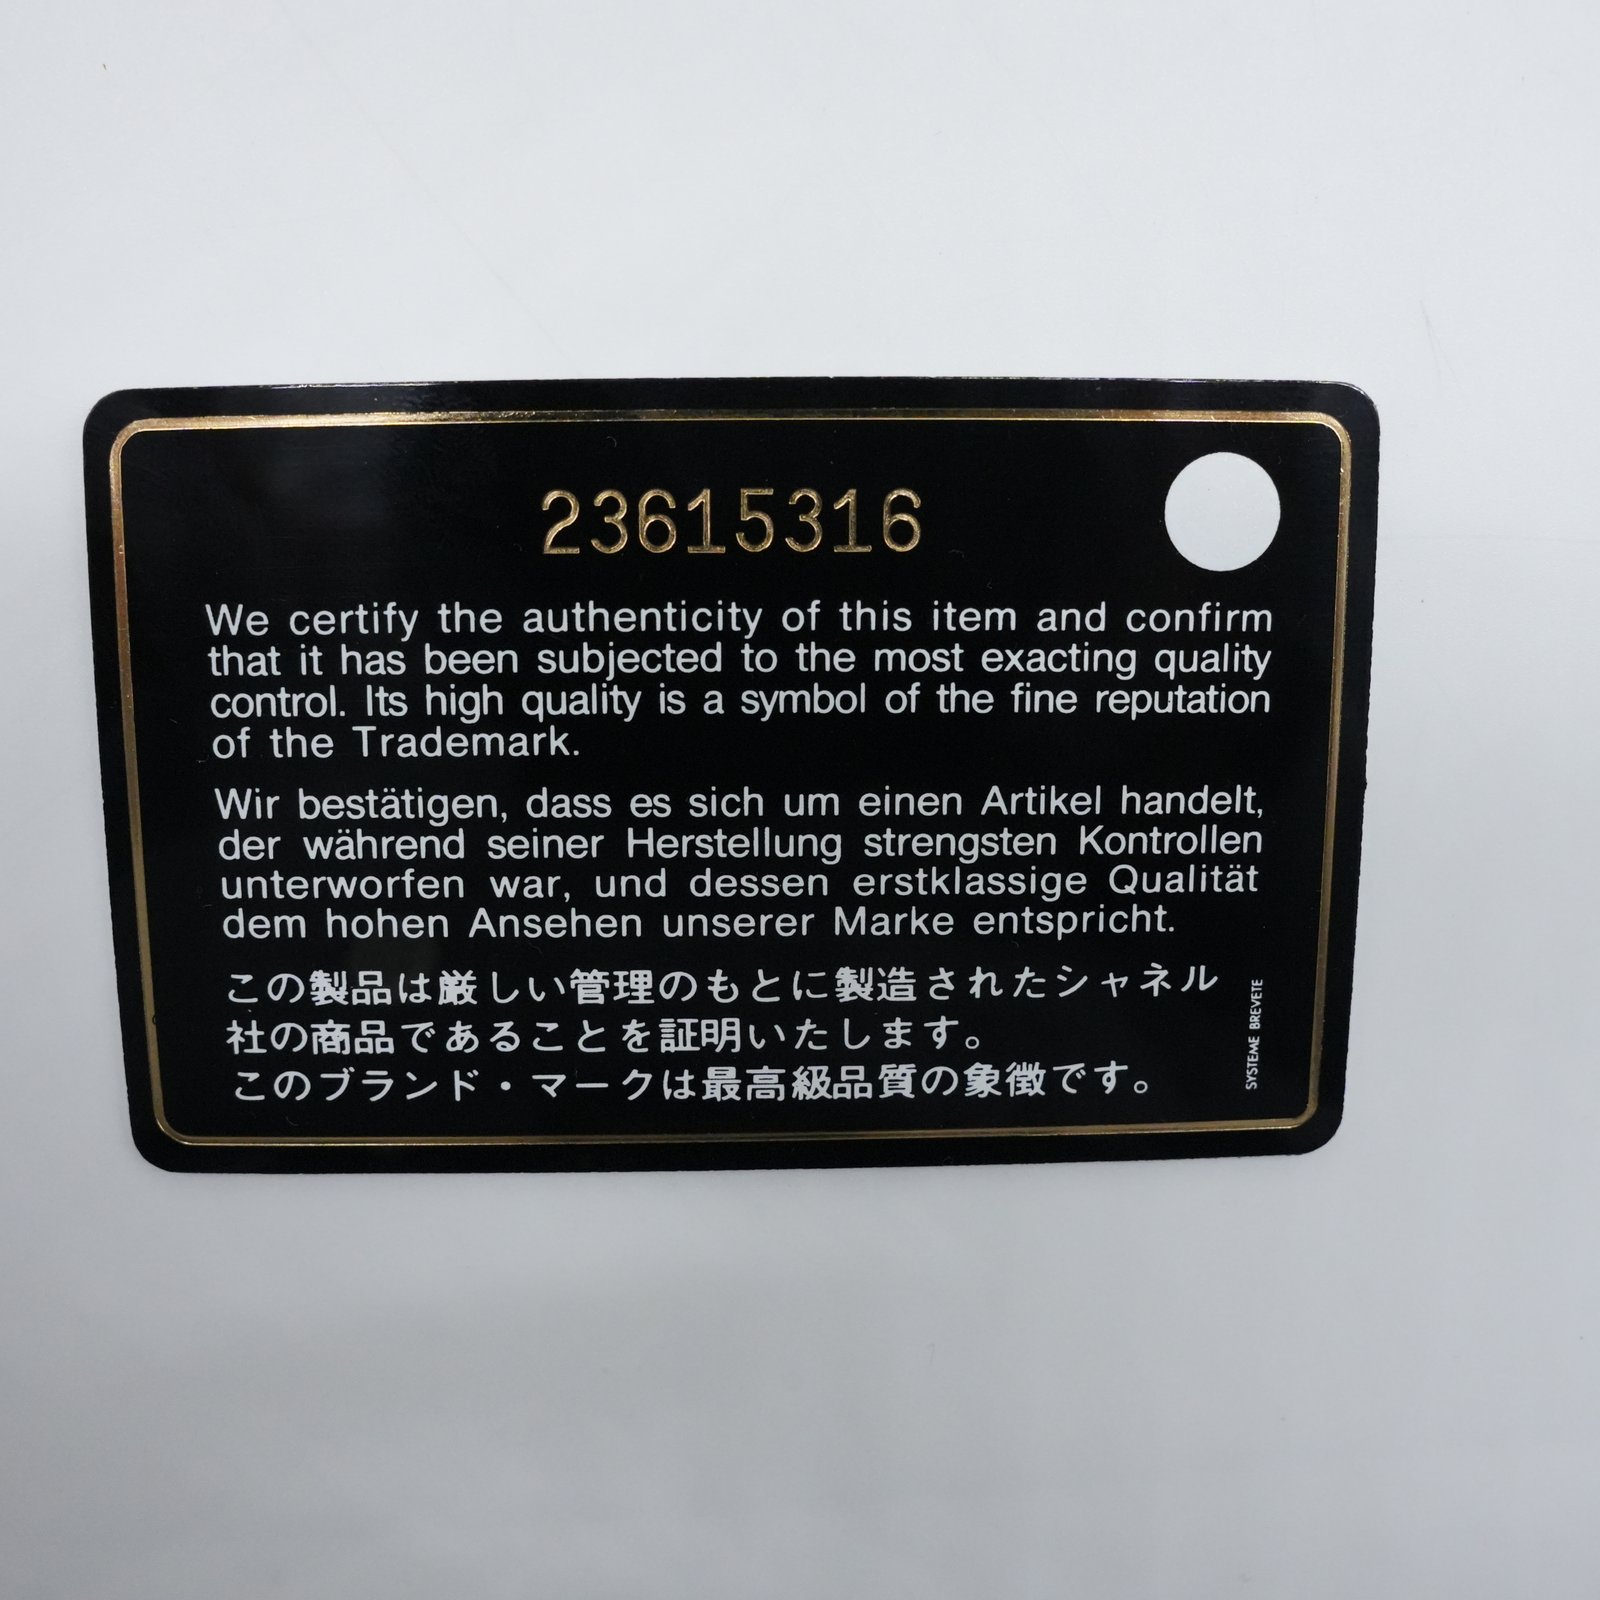 23615316
We certify the authenticity of this item and confirm
that it has been subjected to the most exacting quality
control. Its high quality is a symbol of the fine reputation
of the Trademark.
Wir bestätigen, dass es sich um einen Artikel handelt,
der während seiner Herstellung strengsten Kontrollen
unterworfen war, und dessen erstklassige Qualität
dem hohen Ansehen unserer Marke entspricht.
この製品は厳しい管理のもとに製造されたシャネル
社の商品であることを証明いたします。
このブランド・マークは最高級品質の象徴です。
SYSTEME BREVETE